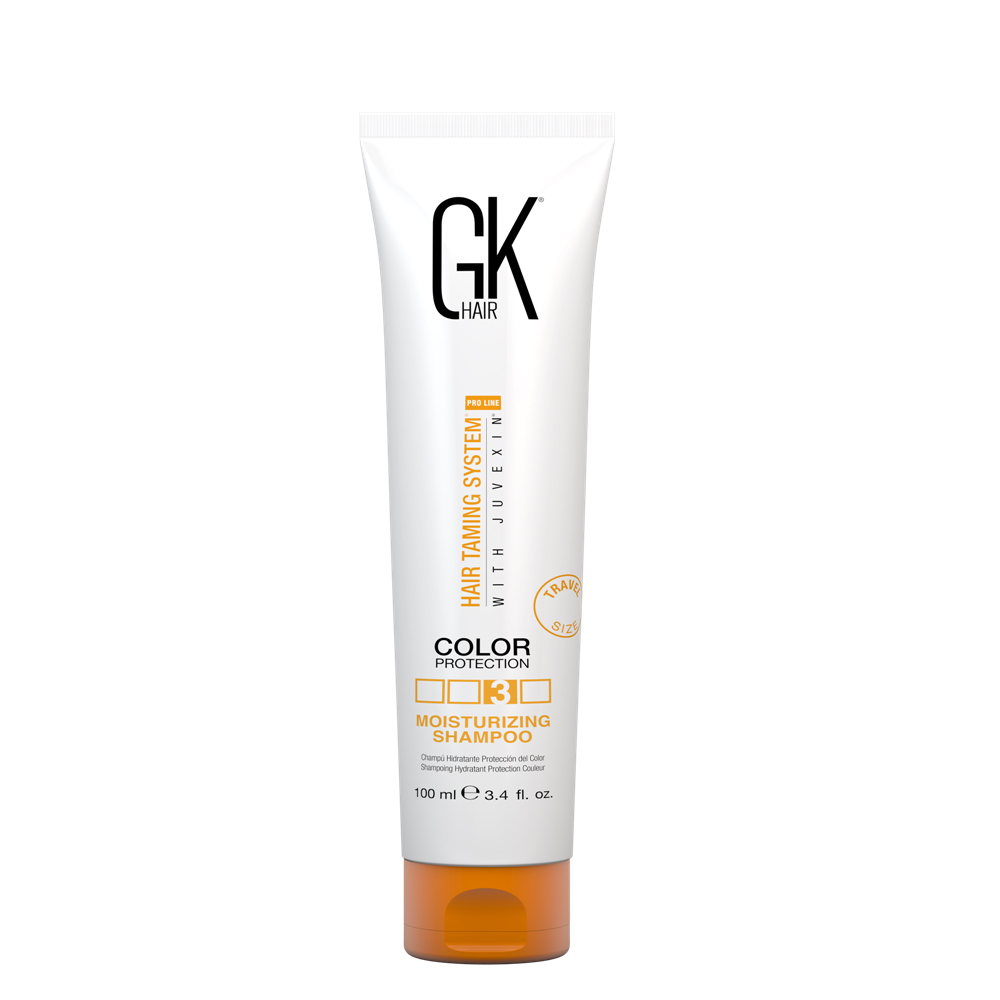 GK®
HAIR
PRO LINE
HAIR TAMING SYSTEM™
WITH JUVEXIN®
TRAVEL
SIZE
COLOR
PROTECTION
3
MOISTURIZING
SHAMPOO
Champú Hidratante Protección del Color
Shampoing Hydratant Protection Couleur
100 ml ℮ 3.4 fl. oz.